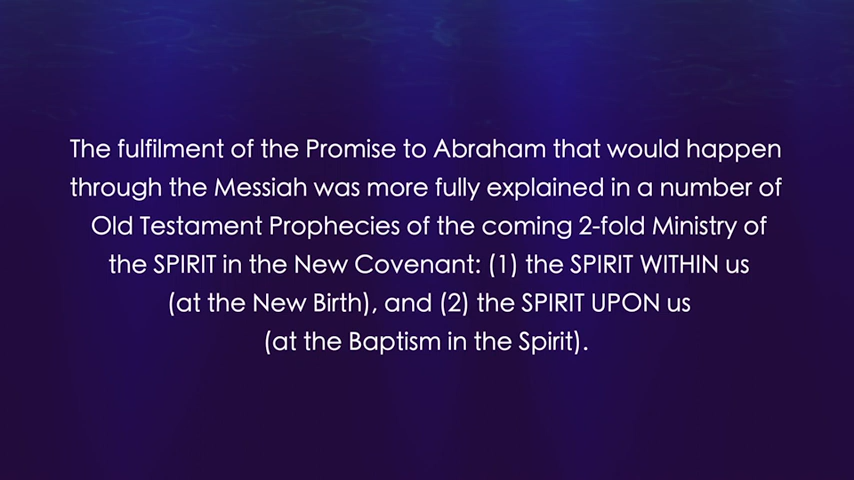 The fulfilment of the Promise to Abraham that would happen
through the Messiah was more fully explained in a number of
Old Testament Prophecies of the coming 2-fold Ministry of
the SPIRIT in the New Covenant: (1) the SPIRIT WITHIN us
(at the New Birth), and (2) the SPIRIT UPON us
(at the Baptism in the Spirit).